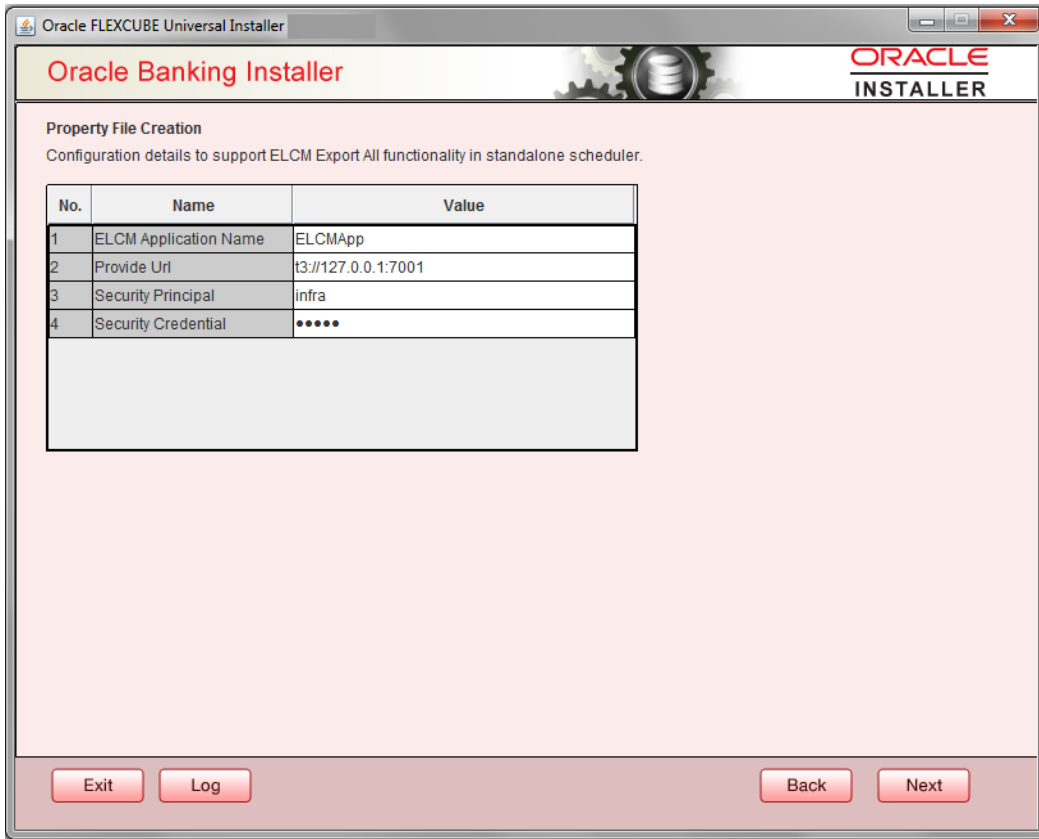 Oracle FLEXCUBE Universal Installer
Oracle Banking Installer
ORACLE
INSTALLER
Property File Creation
Configuration details to support ELCM Export All functionality in standalone scheduler.
No. Name Value
1 ELCM Application Name ELCMApp
2 Provide Url t3://127.0.0.1:7001
3 Security Principal infra
4 Security Credential •••••
Exit Log Back Next